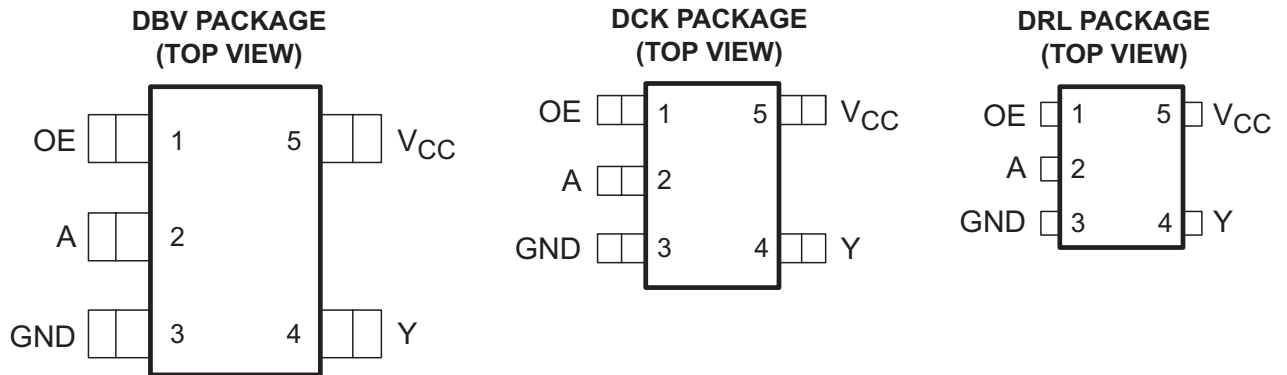 DBV PACKAGE
(TOP VIEW)
OE 1 5 VCC
A 2
GND 3 4 Y
DCK PACKAGE
(TOP VIEW)
OE 1 5 VCC
A 2
GND 3 4 Y
DRL PACKAGE
(TOP VIEW)
OE 1 5 VCC
A 2
GND 3 4 Y